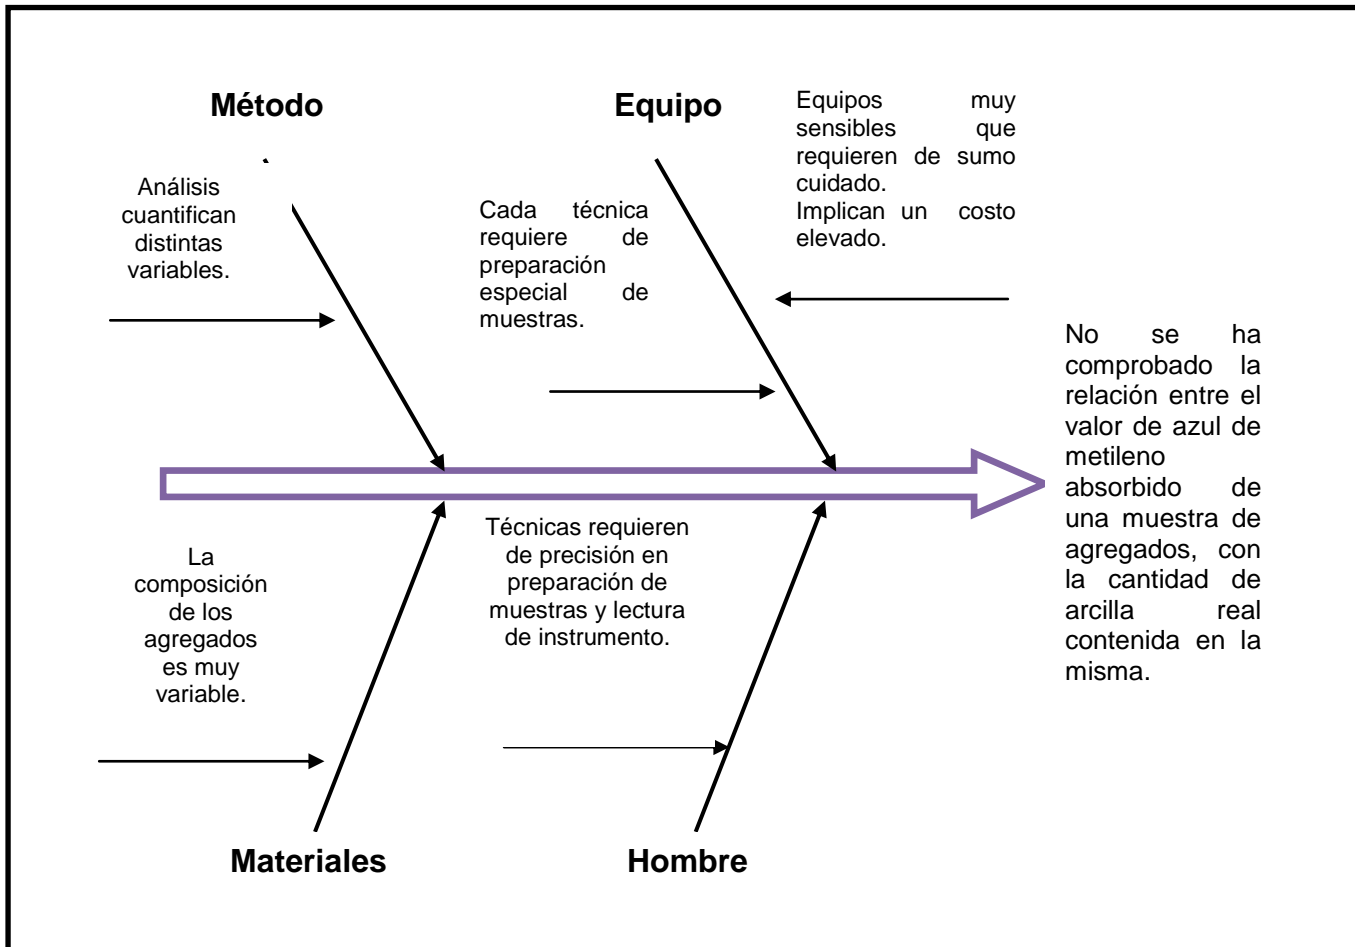 Método
Equipo
Equipos muy
sensibles que
requieren de sumo
cuidado.
Implican un costo
elevado.
Análisis
cuantifican
distintas
variables.
Cada técnica
requiere de
preparación
especial de
muestras.
No se ha
comprobado la
relación entre el
valor de azul de
metileno
absorbido de
una muestra de
agregados, con
la cantidad de
arcilla real
contenida en la
misma.
La
composición
de los
agregados
es muy
variable.
Técnicas requieren
de precisión en
preparación de
muestras y lectura
de instrumento.
Materiales
Hombre